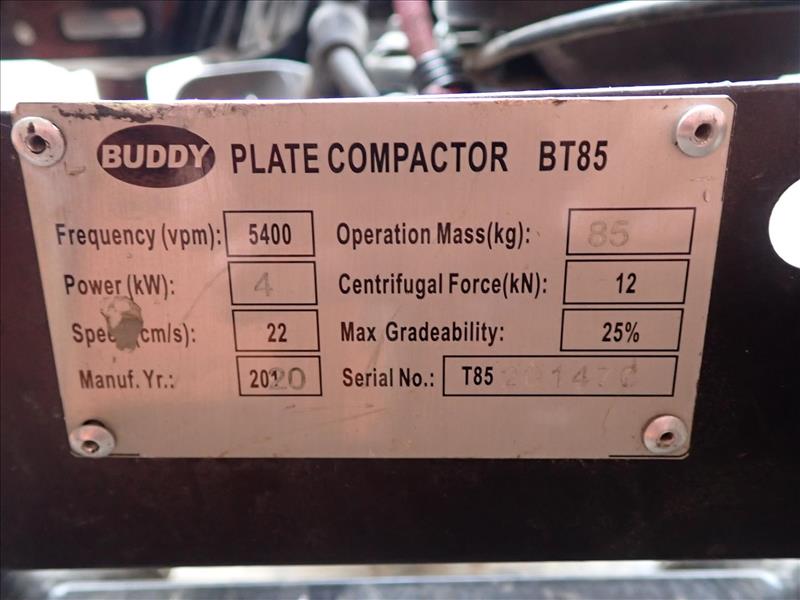 BUDDY PLATE COMPACTOR BT85
Frequency (vpm): 5400 Operation Mass(kg): 85
Power (kW): 4 Centrifugal Force(kN): 12
cm/s): 22 Max Gradeability: 25%
Manuf. Yr.: 20120 Serial No.: T85